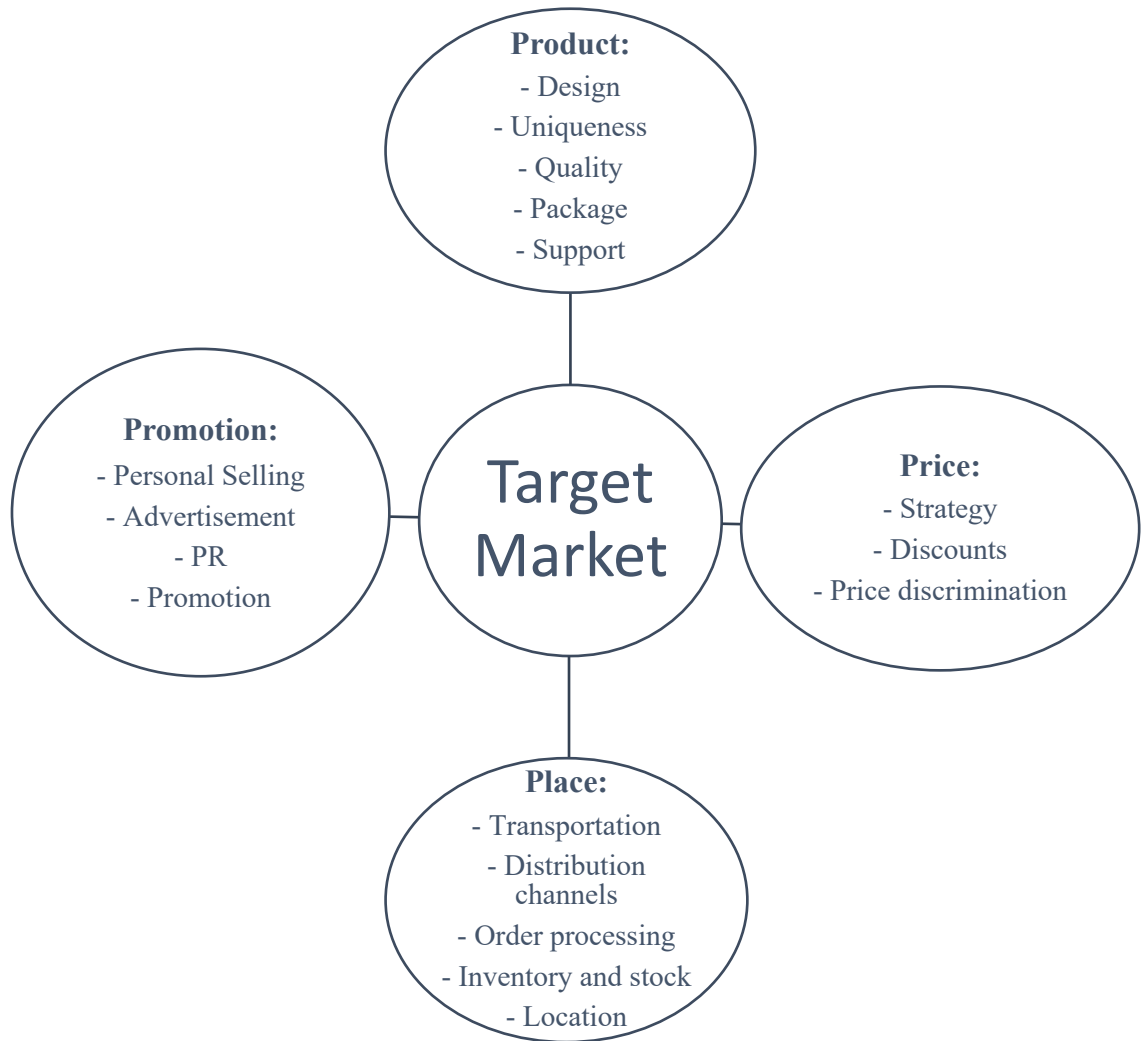 Product:
- Design
- Uniqueness
- Quality
- Package
- Support
Promotion:
- Personal Selling
- Advertisement
- PR
- Promotion
Target
Market
Price:
- Strategy
- Discounts
- Price discrimination
Place:
- Transportation
- Distribution
channels
- Order processing
- Inventory and stock
- Location